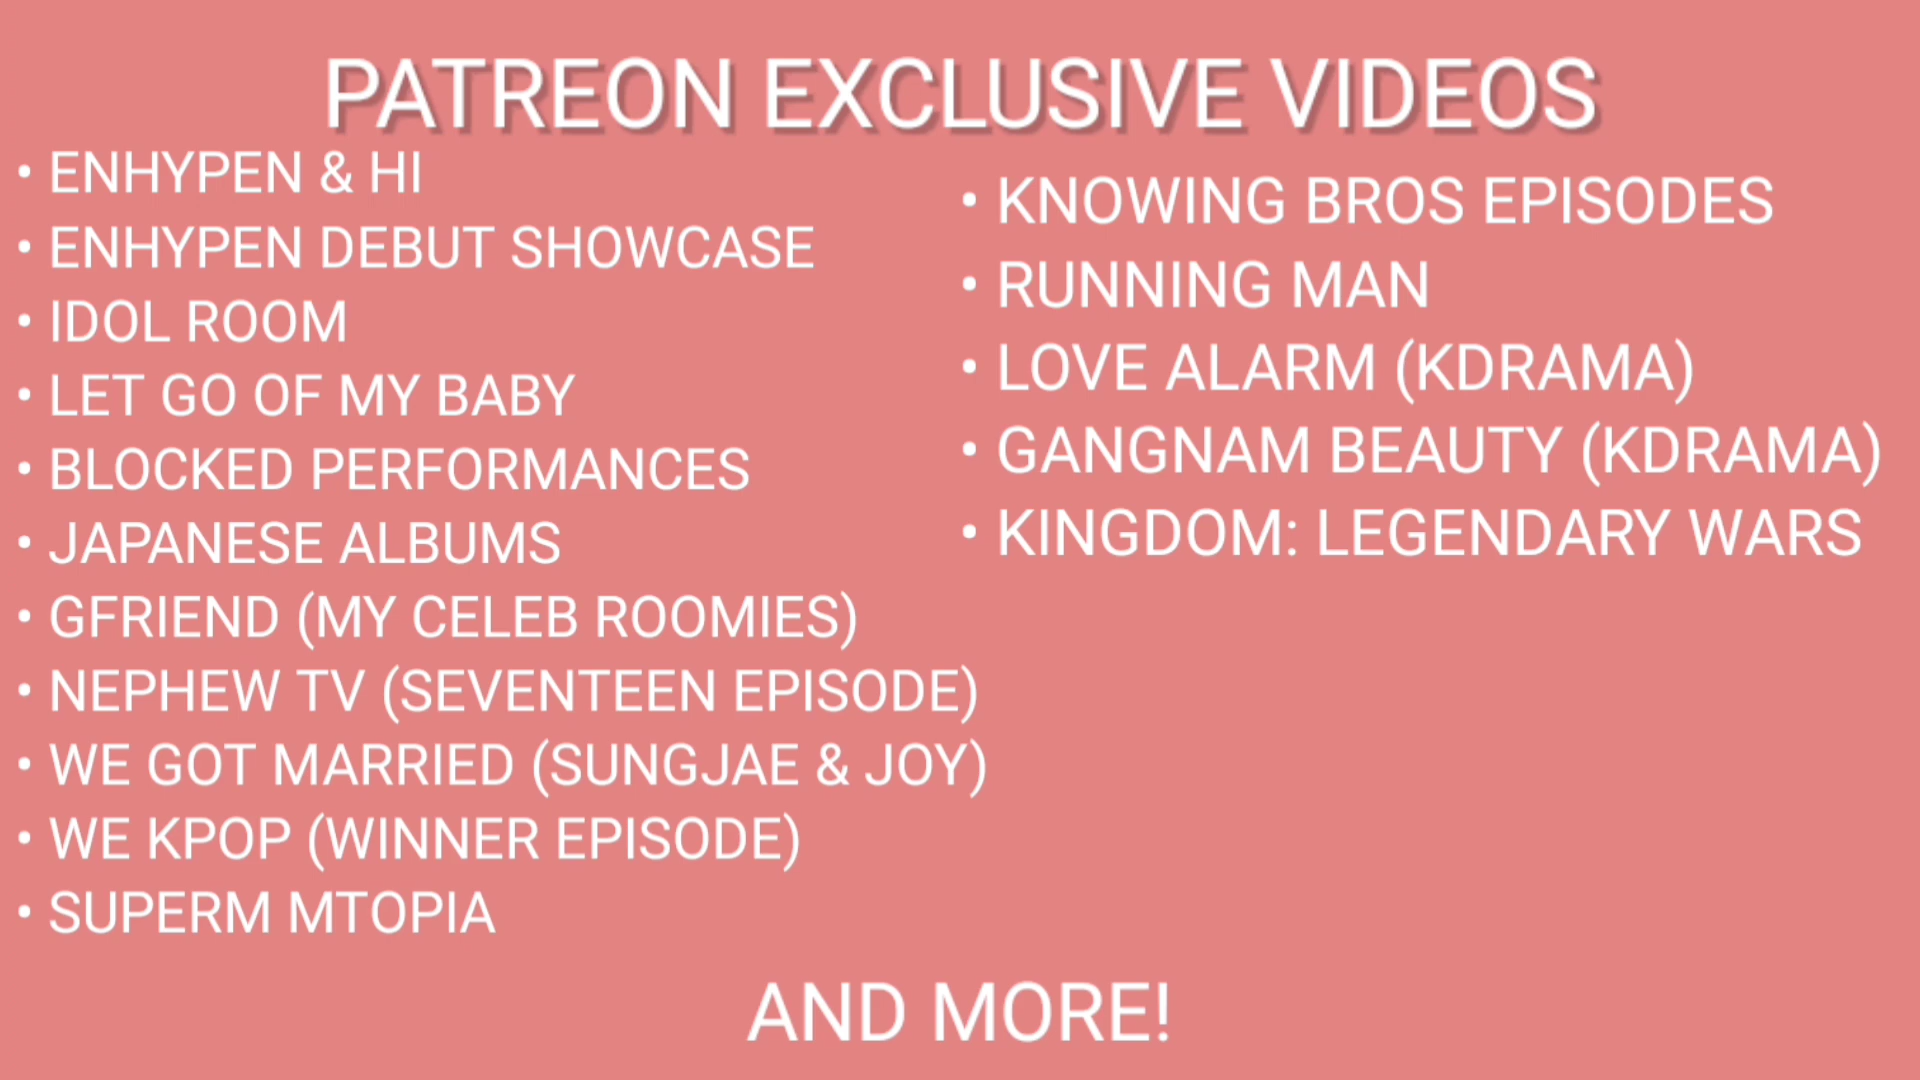 PATREON EXCLUSIVE VIDEOS
• ENHYPEN & HI
• ENHYPEN DEBUT SHOWCASE
• IDOL ROOM
• LET GO OF MY BABY
• BLOCKED PERFORMANCES
• JAPANESE ALBUMS
• GFRIEND (MY CELEB ROOMIES)
• NEPHEW TV (SEVENTEEN EPISODE)
• WE GOT MARRIED (SUNGJAE & JOY)
• WE KPOP (WINNER EPISODE)
• SUPERM MTOPIA
• KNOWING BROS EPISODES
• RUNNING MAN
• LOVE ALARM (KDRAMA)
• GANGNAM BEAUTY (KDRAMA)
• KINGDOM: LEGENDARY WARS
AND MORE!